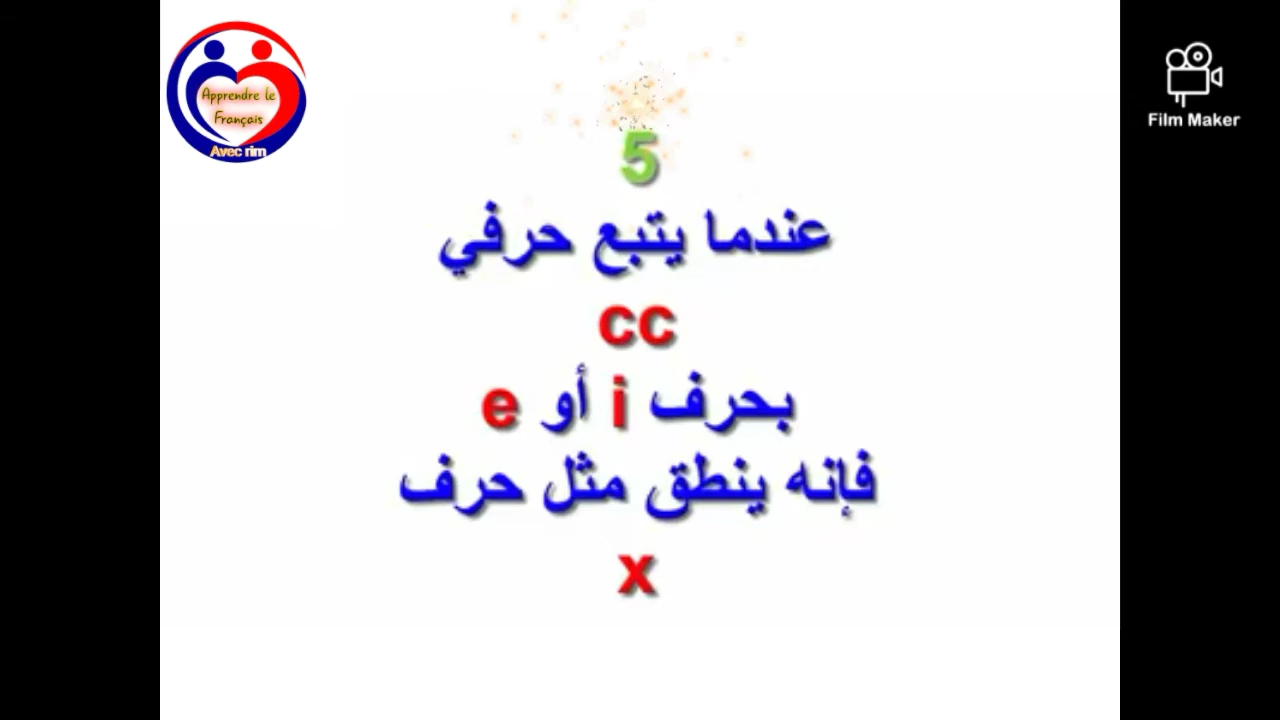 Apprendre le
Français
Avec rim
Film Maker
5
عندما يتبع حرفي
cc
بحرف i أو e
فإنه ينطق مثل حرف
x